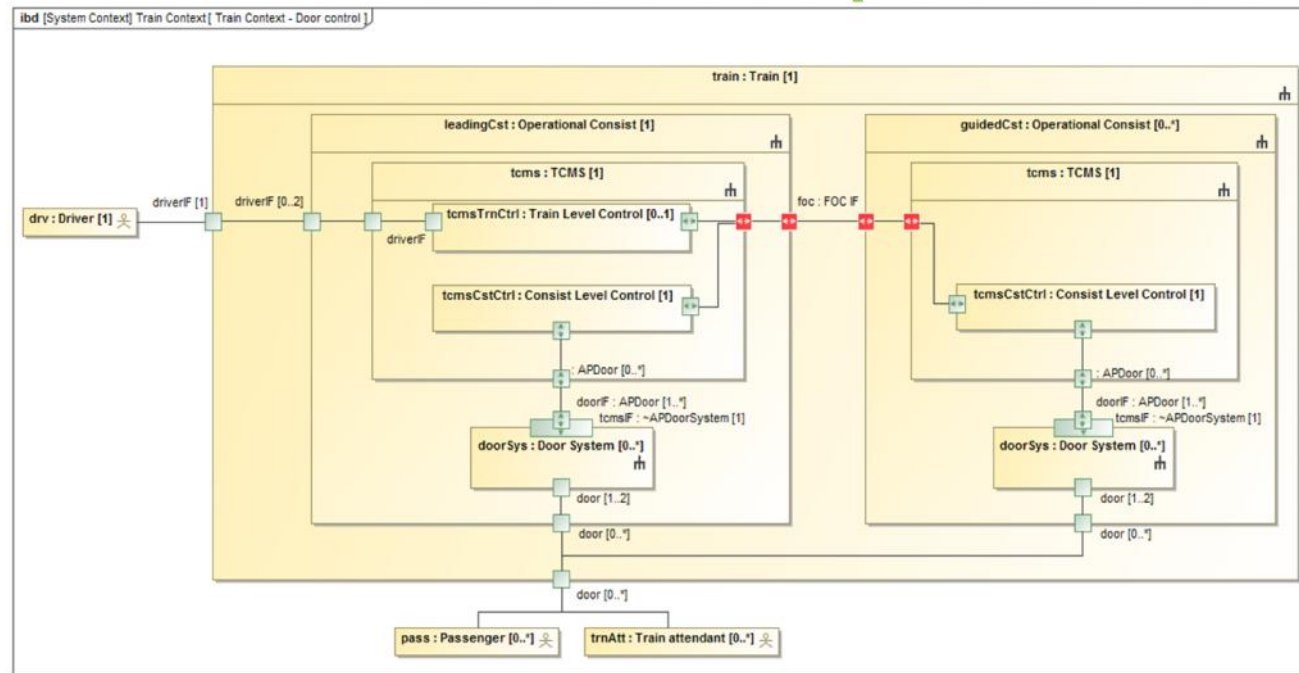 ibd [System Context] Train Context[ Train Context - Door control ]
train : Train [1]
leadingCst : Operational Consist [1]
guidedCst : Operational Consist [0..*]
tcms : TCMS [1]
tcms : TCMS [1]
driverIF [1]
driverIF [0..2]
foc : FOC IF
drv : Driver [1]
tcmsTrnCtrl : Train Level Control [0..1]
driverIF
tcmsCstCtrl : Consist Level Control [1]
tcmsCstCtrl : Consist Level Control [1]
: APDoor [0..*]
: APDoor [0..*]
doorIF : APDoor [1..*]
doorIF : APDoor [1..*]
tcmsIF : ~APDoorSystem [1]
tcmsIF : ~APDoorSystem [1]
doorSys : Door System [0..*]
doorSys : Door System [0..*]
door [1..2]
door [1..2]
door [0..*]
door [0..*]
door [0..*]
pass : Passenger [0..*]
trnAtt : Train attendant [0..*]